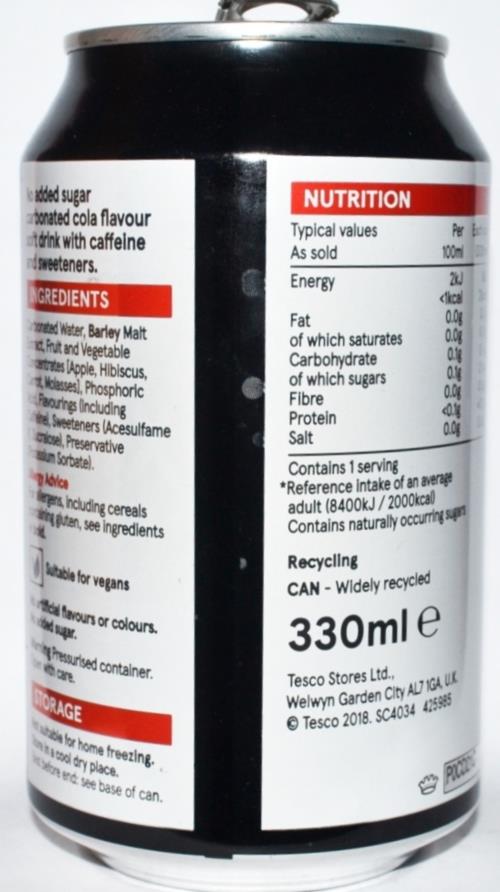 added sugar
carbonated cola flavour
soft drink with caffeine
and sweeteners.
INGREDIENTS
Carbonated Water, Barley Malt
Extract, Fruit and Vegetable
Concentrates [Apple, Hibiscus,
Carrot, Molasses], Phosphoric
Acid, Flavourings (Including
Caffeine), Sweeteners (Acesulfame
K, Sucralose), Preservative
(Potassium Sorbate).
Allergy Advice
For allergens, including cereals
containing gluten, see ingredients
in bold.
Suitable for vegans
No artificial flavours or colours.
No added sugar.
Warning Pressurised container.
Open with care.
STORAGE
Not suitable for home freezing.
Store in a cool dry place.
Best before end: see base of can.
NUTRITION
Typical values Per
As sold 100ml
Energy 2kJ
<1kcal
Fat 0.0g
of which saturates 0.0g
Carbohydrate 0.1g
of which sugars 0.1g
Fibre 0.0g
Protein <0.1g
Salt 0.0g
Contains 1 serving
*Reference intake of an average
adult (8400kJ / 2000kcal)
Contains naturally occurring sugars
Recycling
CAN - Widely recycled
330ml e
Tesco Stores Ltd.,
Welwyn Garden City AL7 1GA, U.K.
© Tesco 2018. SC4034 425985